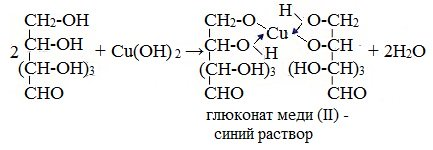 CH2-OH CH2-O H O-CH2
2 CH-OH + Cu(OH) 2 → CH-O Cu O-CH + 2H2O
H
(CH-OH)3 (CH-OH)3 (HO-CH)3
CHO CHO CHO
глюконат меди (II) -
синий раствор